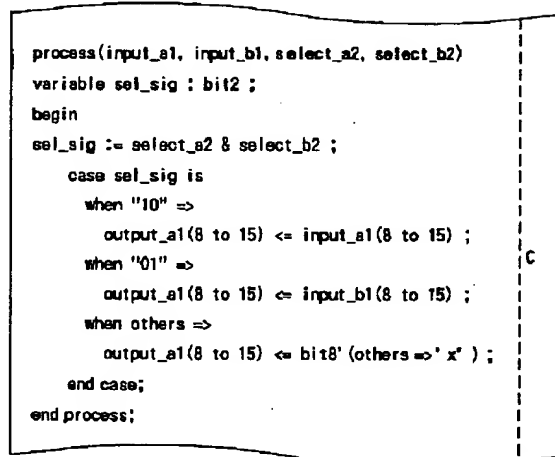 process(input_a1, input_b1, select_a2, select_b2)
variable sel_sig : bit2 ;
begin
sel_sig := select_a2 & select_b2 ;
case sel_sig is
when "10" =>
output_a1(8 to 15) <= input_a1(8 to 15) ;
when "01" =>
output_a1(8 to 15) <= input_b1(8 to 15) ;
when others =>
output_a1(8 to 15) <= bit8' (others =>' x' ) ;
end case;
end process;
C